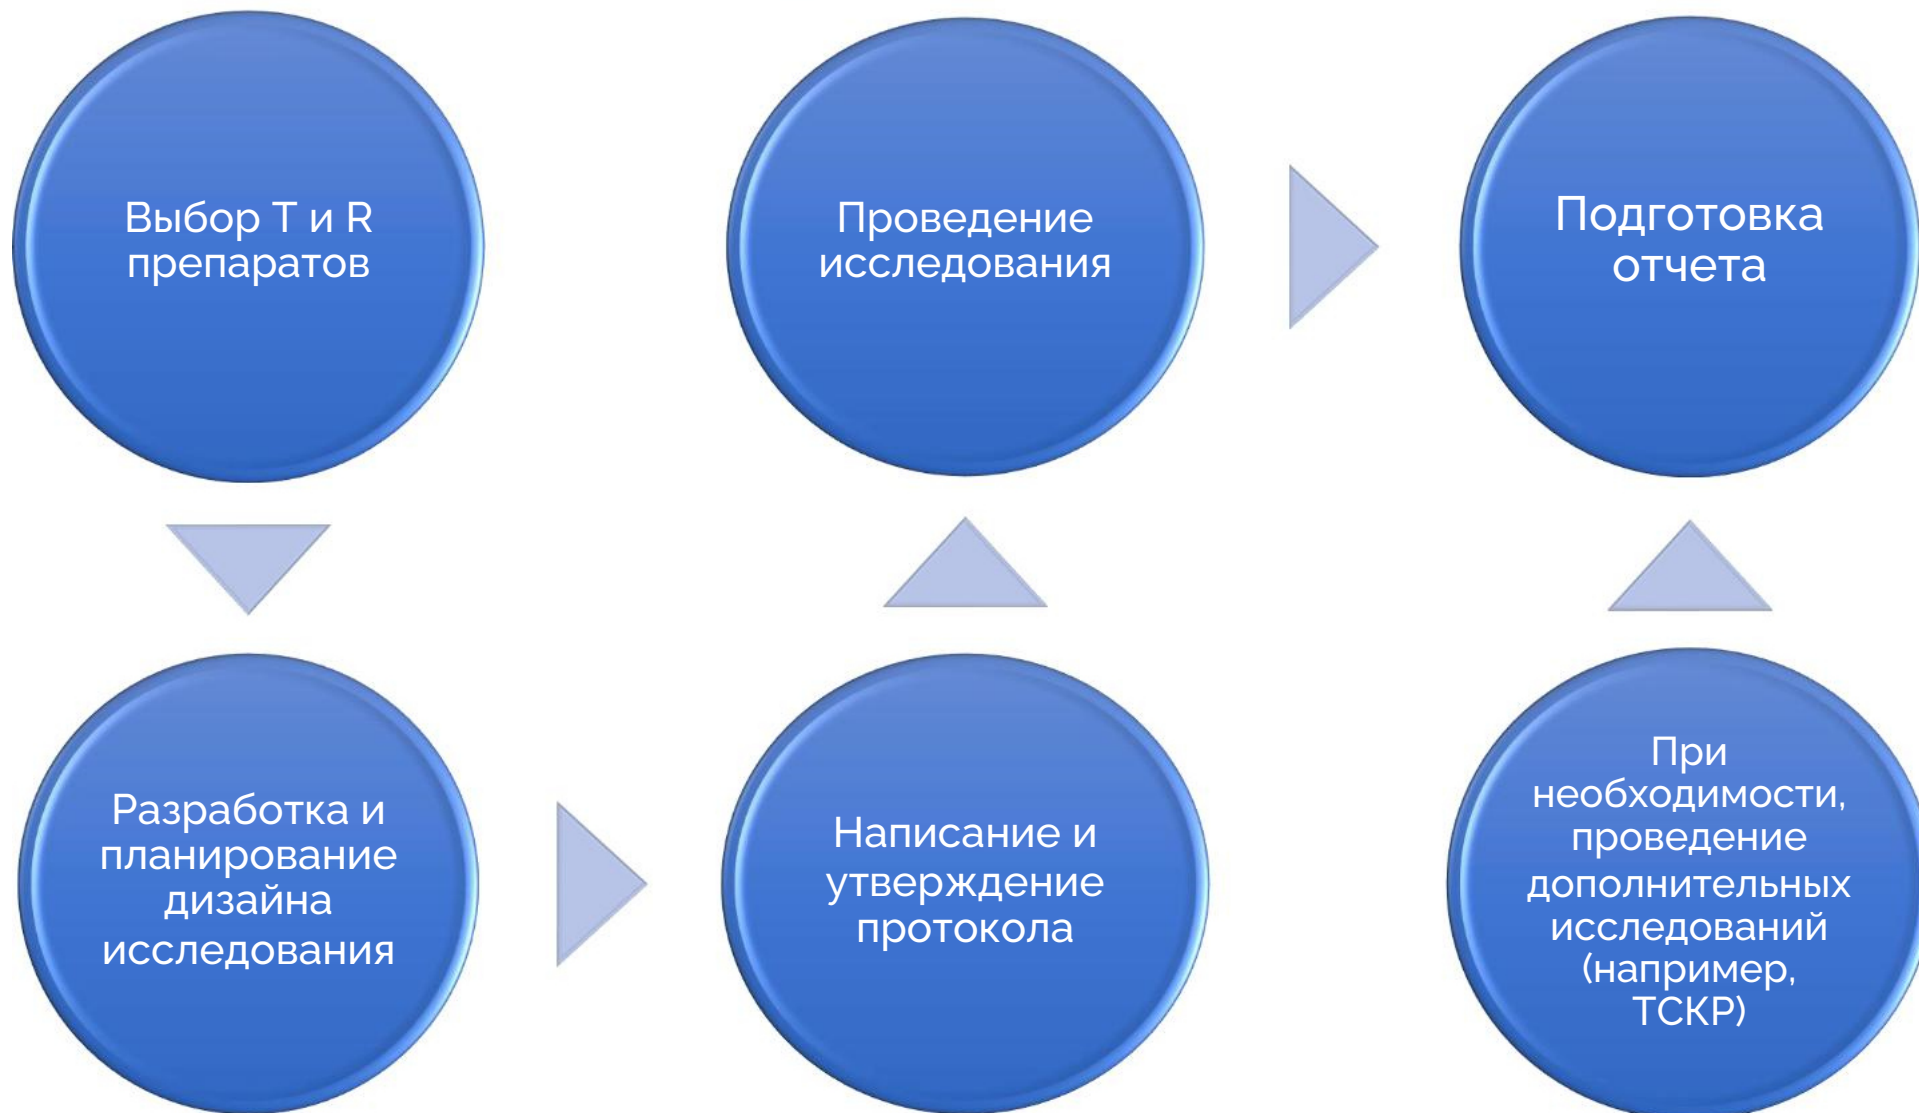 Выбор T и R
препаратов
Разработка и
планирование
дизайна
исследования
Написание и
утверждение
протокола
Проведение
исследования
Подготовка
отчета
При
необходимости,
проведение
дополнительных
исследований
(например,
ТСКР)